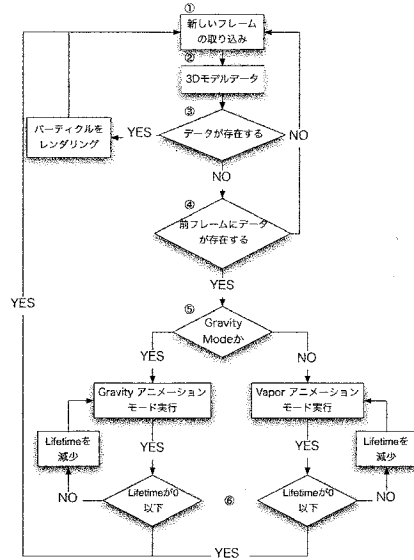 ①
新しいフレーム
の取り込み
②
3Dモデルデータ
③
データが存在する
YES
パーティクルを
レンダリング
NO
NO
④
前フレームにデータ
が存在する
YES
YES
⑤
Gravity
Modeか
YES
NO
Gravity アニメーション
モード実行
Vapor アニメーション
モード実行
YES
YES
Lifetimeを
減少
Lifetimeを
減少
NO
Lifetimeが0
以下
⑥
Lifetimeが0
以下
NO
YES